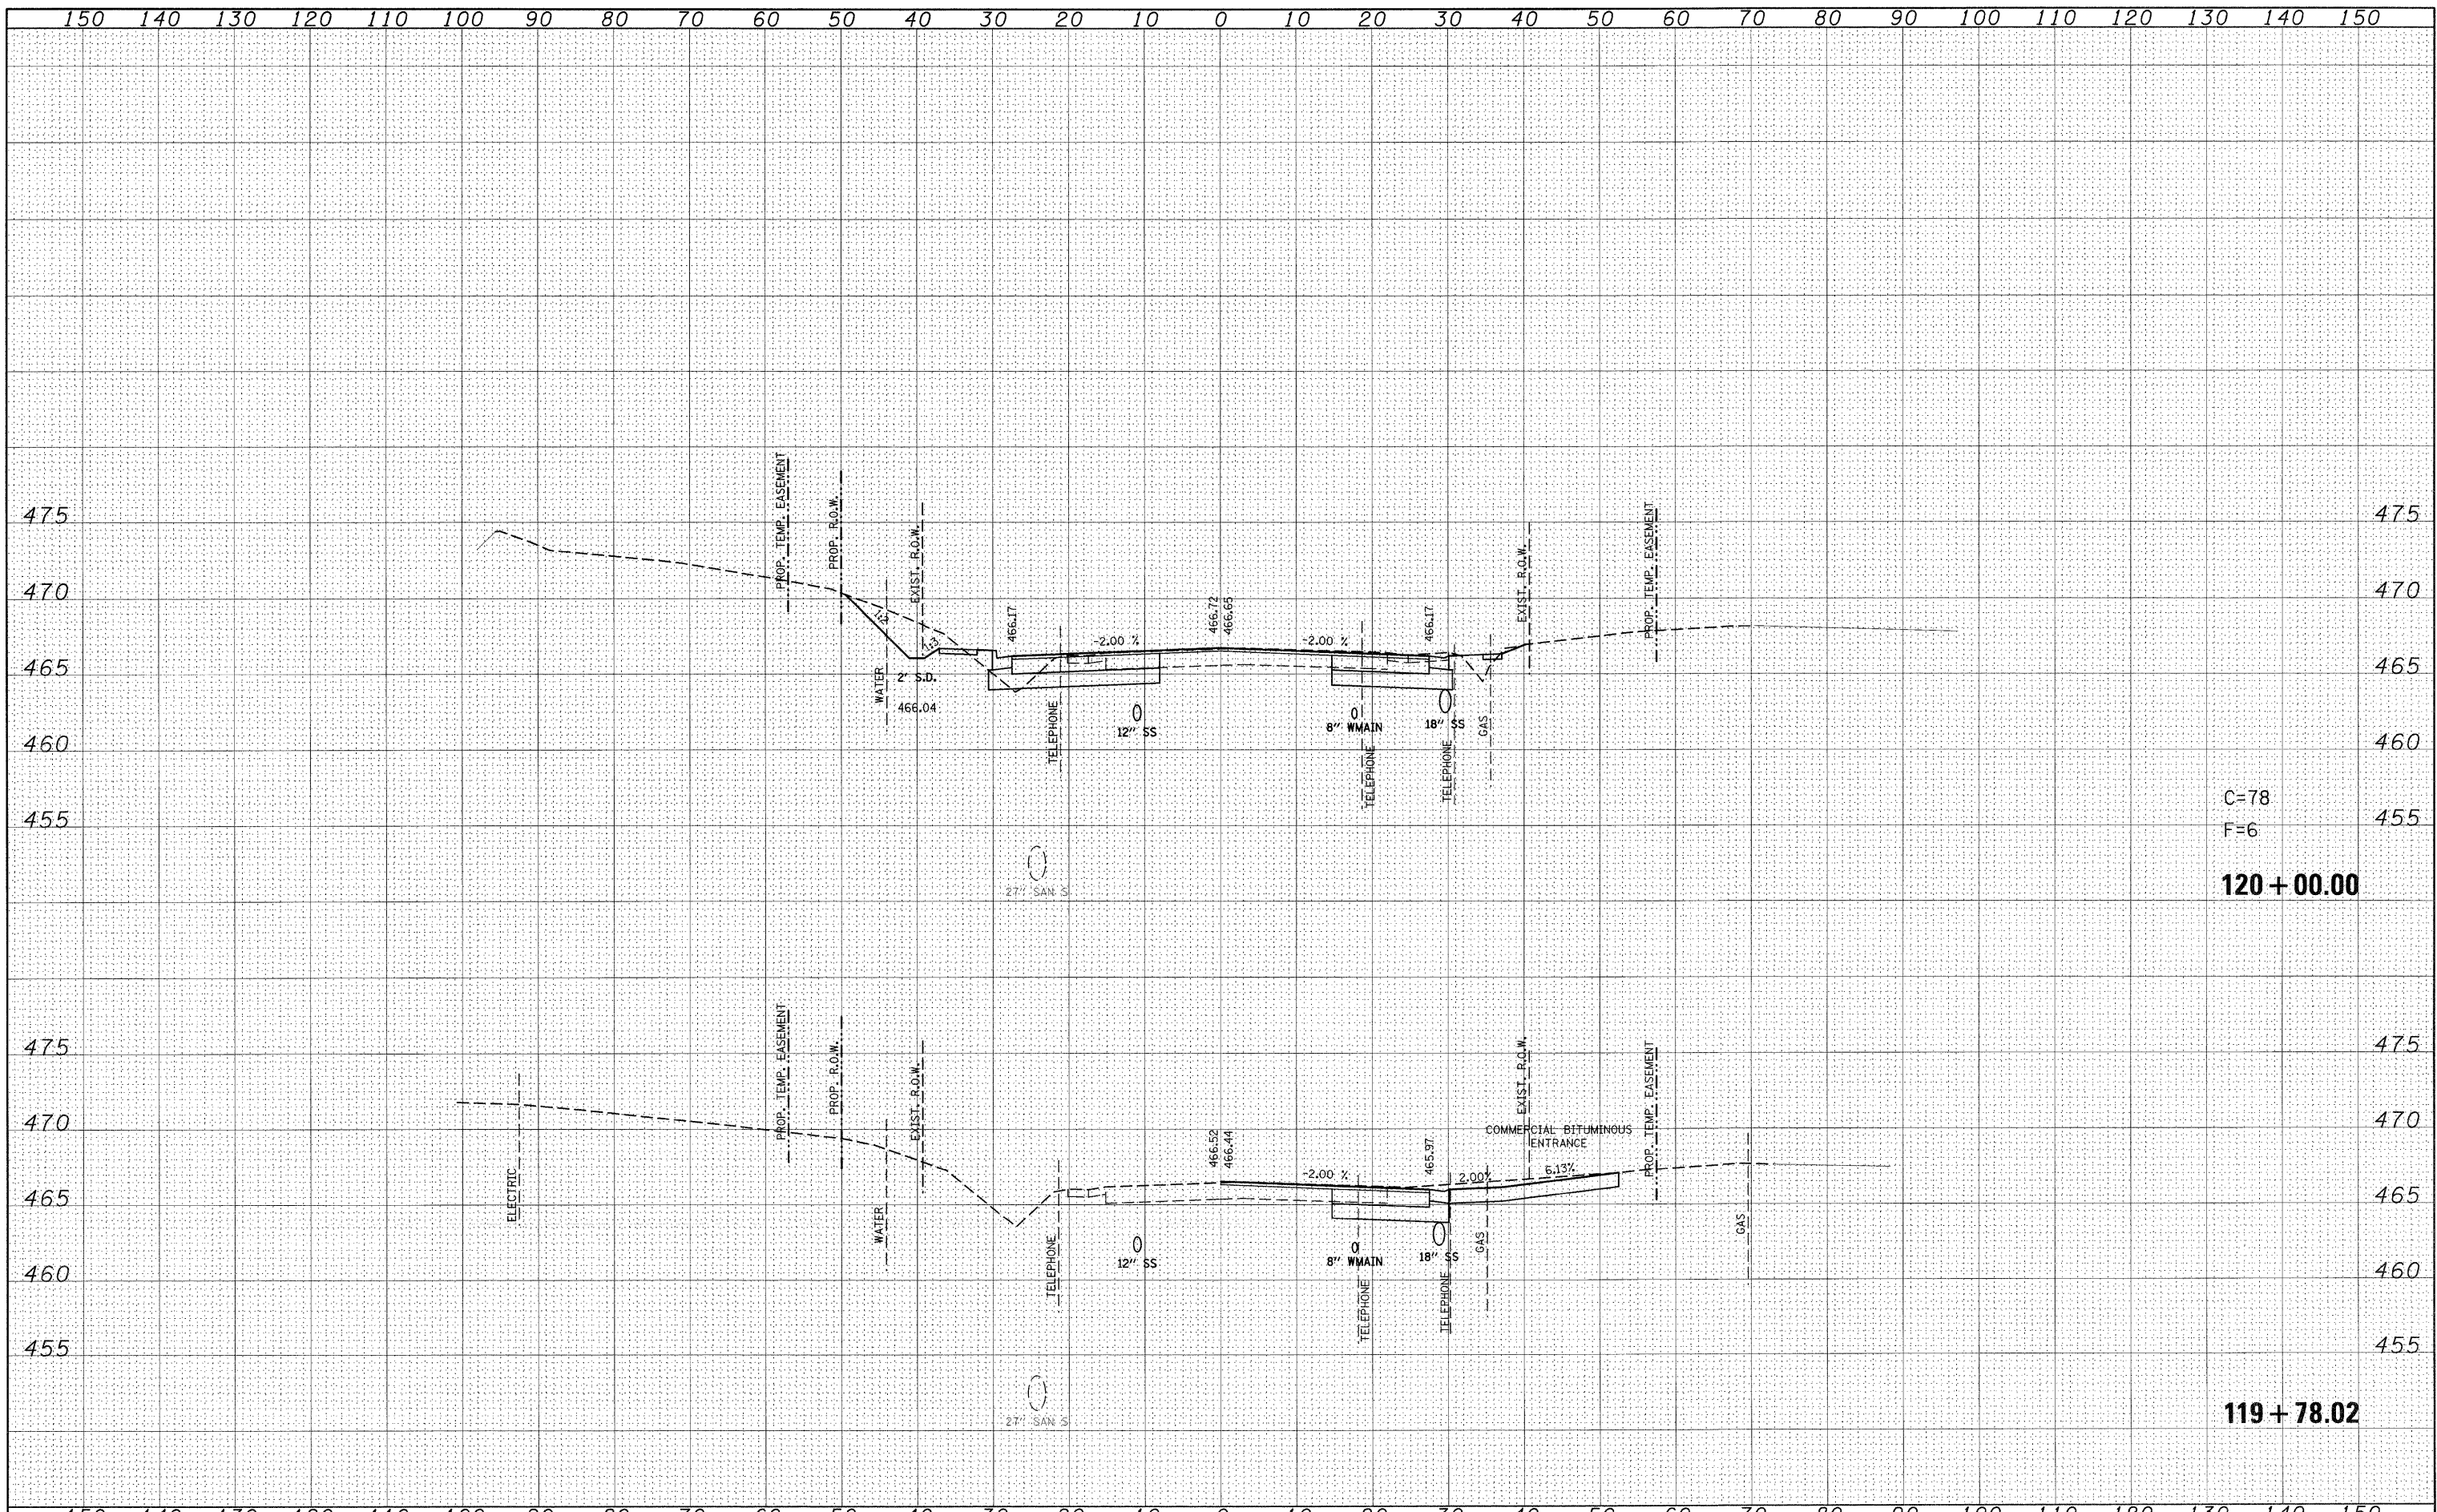 150 140 130 120 110 100 90 80 70 60 50 40 30 20 10 0 10 20 30 40 50 60 70 80 90 100 110 120 130 140 150
PROP. TEMP. EASEMENT
PROP. R.O.W.
EXIST. R.O.W.
EXIST. R.O.W.
PROP. TEMP. EASEMENT
475 475
470 470
1:2
1:3
466.17
-2.00 %
466.72
466.65
-2.00 %
466.17
465 465
WATER
2' S.D.
466.04
TELEPHONE
12" SS
8" WMAIN
18" SS
GAS
TELEPHONE
TELEPHONE
460 460
C=78
455 455
F=6
27" SAN S
120+00.00
PROP. TEMP. EASEMENT
PROP. R.O.W.
EXIST. R.O.W.
EXIST. R.O.W.
PROP. TEMP. EASEMENT
475 475
470 470
COMMERCIAL BITUMINOUS
ENTRANCE
466.52
466.44
-2.00 %
465.97
2.00%
6.13%
465 465
ELECTRIC
WATER
TELEPHONE
12" SS
8" WMAIN
18" SS
GAS
GAS
TELEPHONE
TELEPHONE
460 460
455 455
27" SAN S
119+78.02